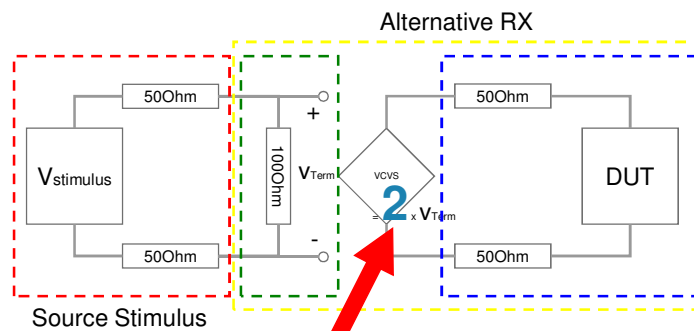 Alternative RX
50Ohm
50Ohm
+
Vstimulus
100Ohm
VTerm
VCVS
= 2 x VTerm
DUT
-
50Ohm
50Ohm
Source Stimulus